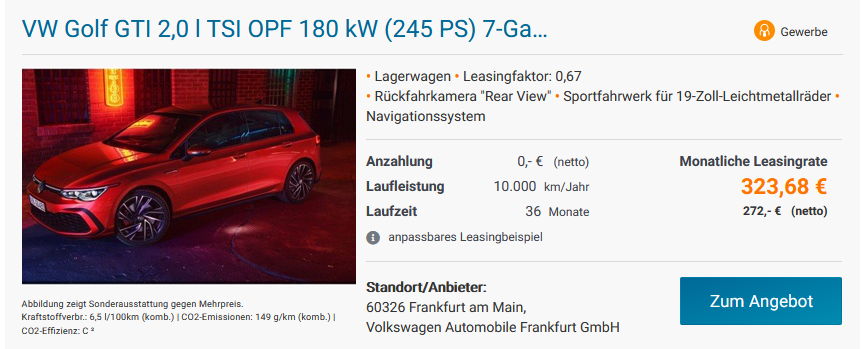 VW Golf GTI 2,0 l TSI OPF 180 kW (245 PS) 7-Ga...
Gewerbe
• Lagerwagen • Leasingfaktor: 0,67
• Rückfahrkamera "Rear View" • Sportfahrwerk für 19-Zoll-Leichtmetallräder •
Navigationssystem
Anzahlung 0,- € (netto)
Laufleistung 10.000 km/Jahr
Laufzeit 36 Monate
anpassbares Leasingbeispiel
Monatliche Leasingrate
323,68 €
272,- € (netto)
Abbildung zeigt Sonderausstattung gegen Mehrpreis.
Kraftstoffverbr.: 6,5 l/100km (komb.) | CO2-Emissionen: 149 g/km (komb.) |
CO2-Effizienz: C ²
Standort/Anbieter:
60326 Frankfurt am Main,
Volkswagen Automobile Frankfurt GmbH
Zum Angebot